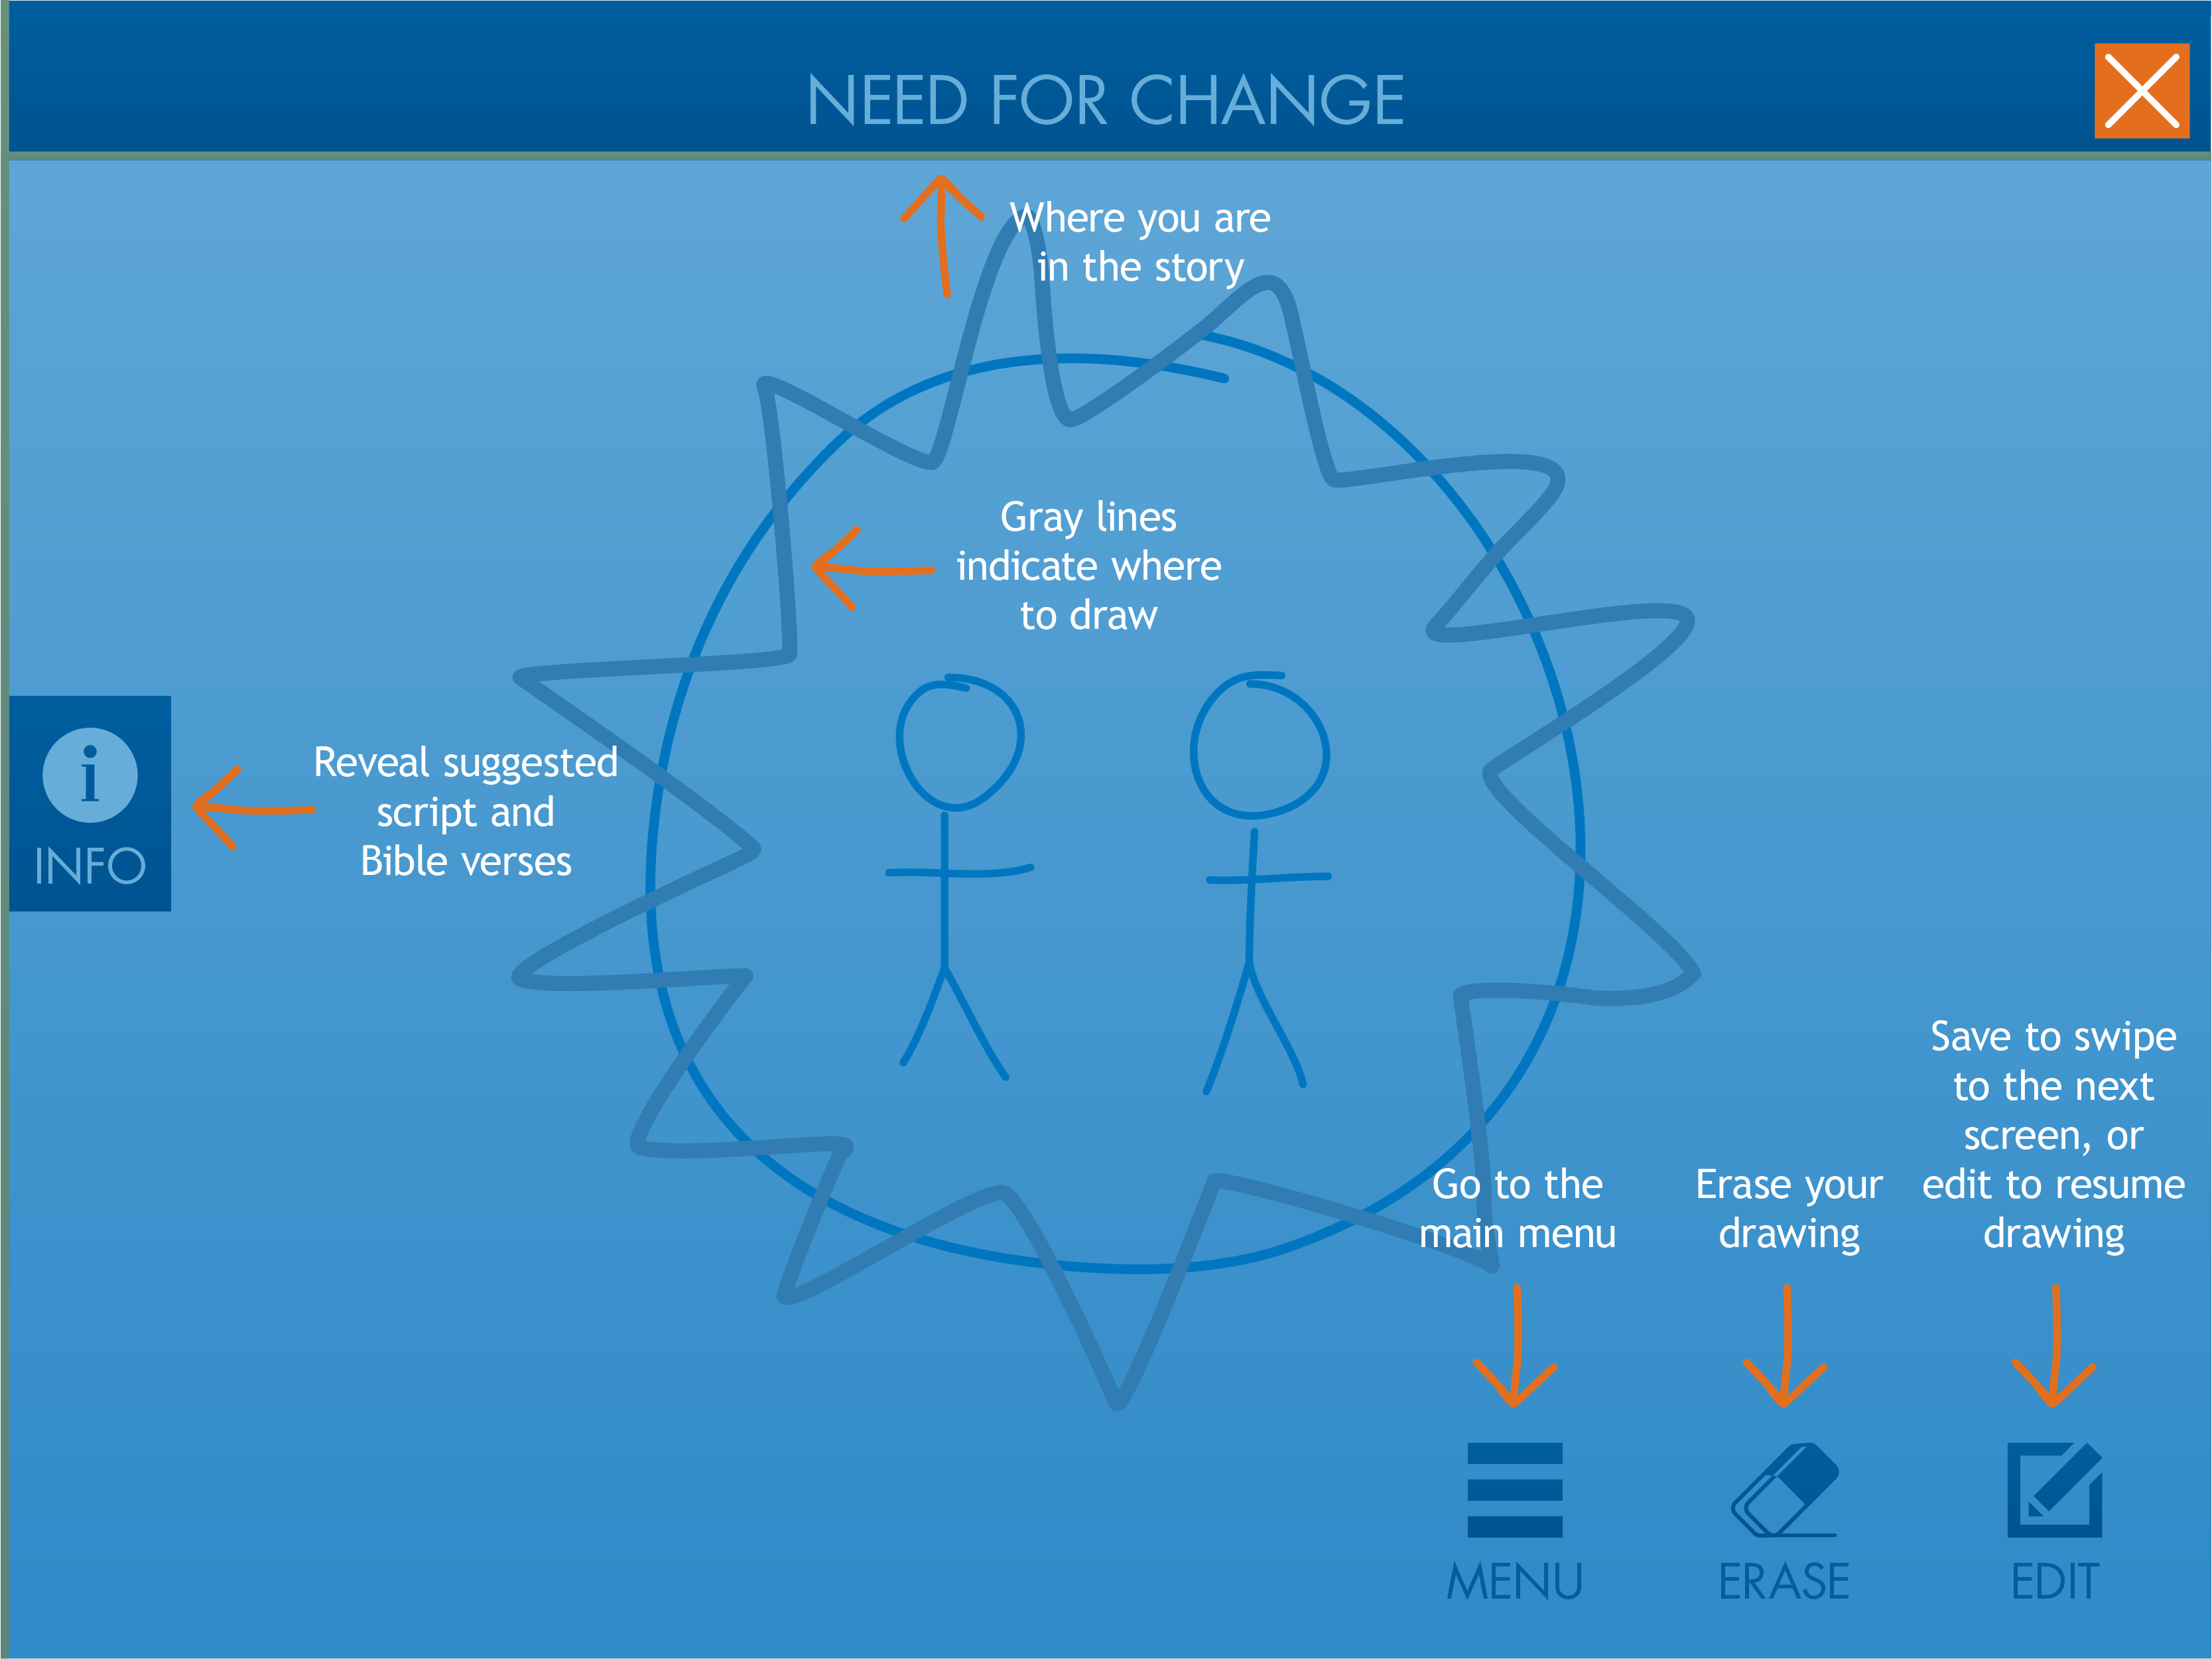 NEED FOR CHANGE
Where you are
in the story
Gray lines
indicate where
to draw
i
INFO
Reveal suggested
script and
Bible verses
Go to the
main menu
Erase your
drawing
Save to swipe
to the next
screen, or
edit to resume
drawing
MENU
ERASE
EDIT